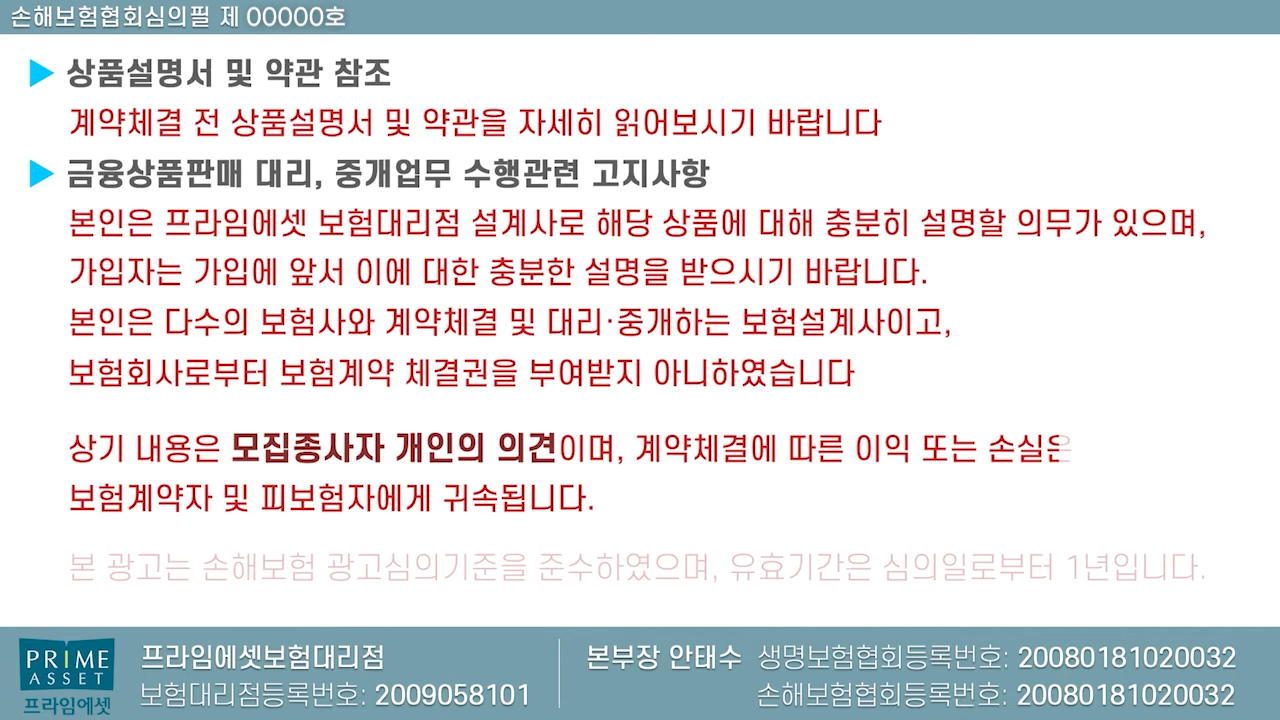 손해보험협회심의필 제 00000호
▶ 상품설명서 및 약관 참조
계약체결 전 상품설명서 및 약관을 자세히 읽어보시기 바랍니다
▶ 금융상품판매 대리, 중개업무 수행관련 고지사항
본인은 프라임에셋 보험대리점 설계사로 해당 상품에 대해 충분히 설명할 의무가 있으며,
가입자는 가입에 앞서 이에 대한 충분한 설명을 받으시기 바랍니다.
본인은 다수의 보험사와 계약체결 및 대리·중개하는 보험설계사이고,
보험회사로부터 보험계약 체결권을 부여받지 아니하였습니다
상기 내용은 모집종사자 개인의 의견이며, 계약체결에 따른 이익 또는 손실은
보험계약자 및 피보험자에게 귀속됩니다.
본 광고는 손해보험 광고심의기준을 준수하였으며, 유효기간은 심의일로부터 1년입니다.
PRIME
ASSET
프라임에셋
프라임에셋보험대리점
보험대리점등록번호: 2009058101
본부장 안태수 생명보험협회등록번호: 20080181020032
손해보험협회등록번호: 20080181020032